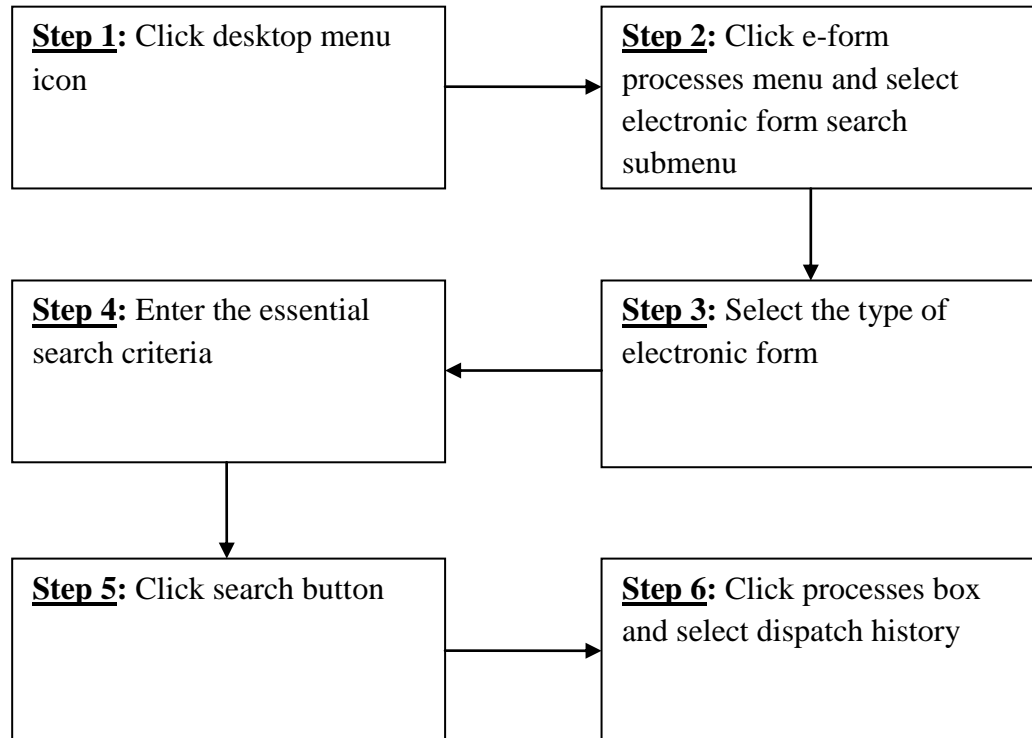 Step 1: Click desktop menu
icon
Step 2: Click e-form
processes menu and select
electronic form search
submenu
Step 3: Select the type of
electronic form
Step 4: Enter the essential
search criteria
Step 5: Click search button
Step 6: Click processes box
and select dispatch history